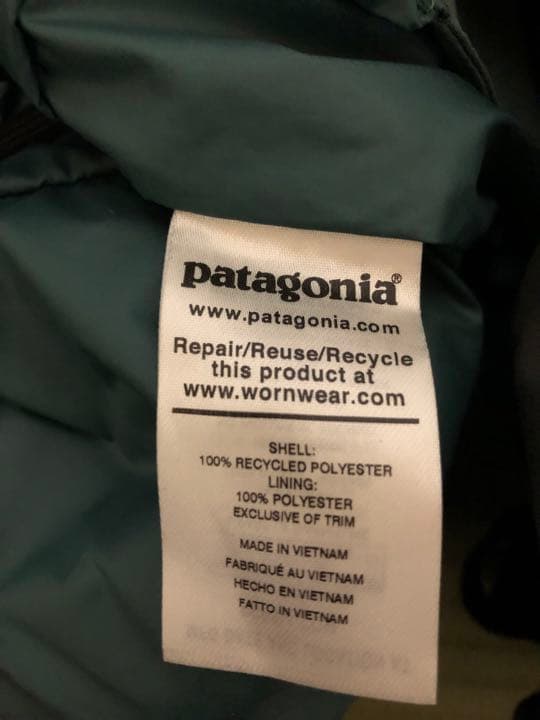 patagonia®
www.patagonia.com
Repair/Reuse/Recycle
this product at
www.wornwear.com
SHELL:
100% RECYCLED POLYESTER
LINING:
100% POLYESTER
EXCLUSIVE OF TRIM
MADE IN VIETNAM
FABRIQUÉ AU VIETNAM
HECHO EN VIETNAM
FATTO IN VIETNAM